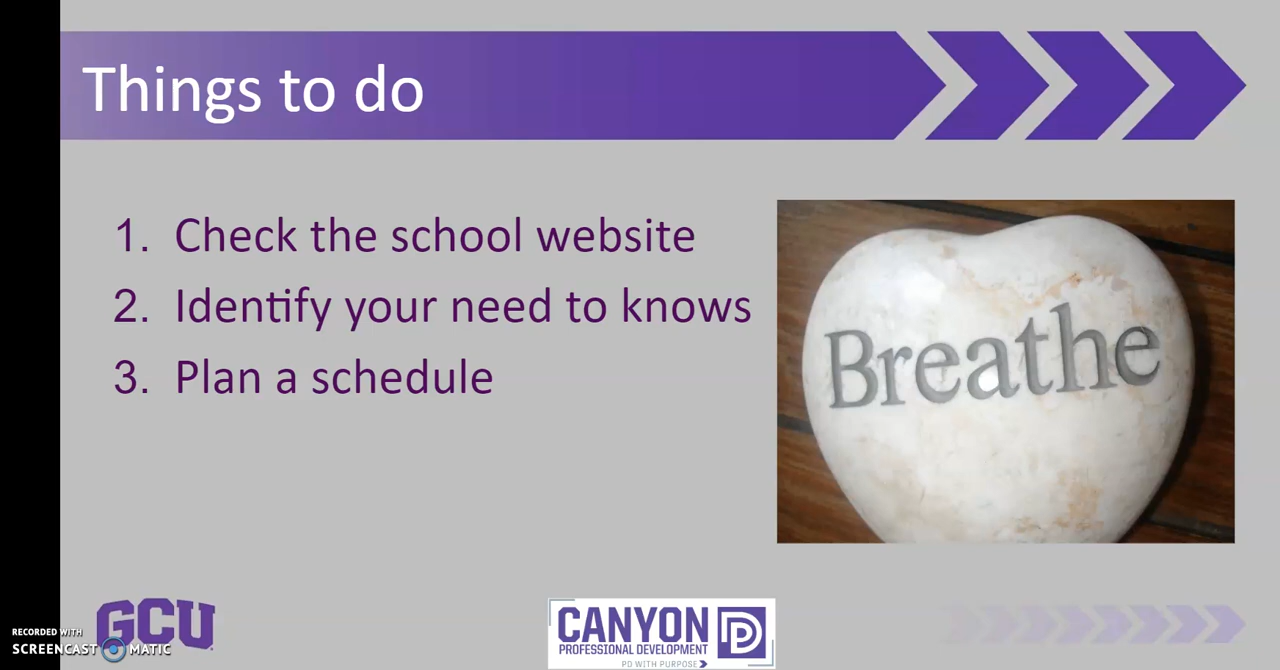 Things to do
1. Check the school website
2. Identify your need to knows
3. Plan a schedule
Breathe
GCU
RECORDED WITH
SCREENCAST MATIC
CANYON
PROFESSIONAL DEVELOPMENT
PD
PD WITH PURPOSE